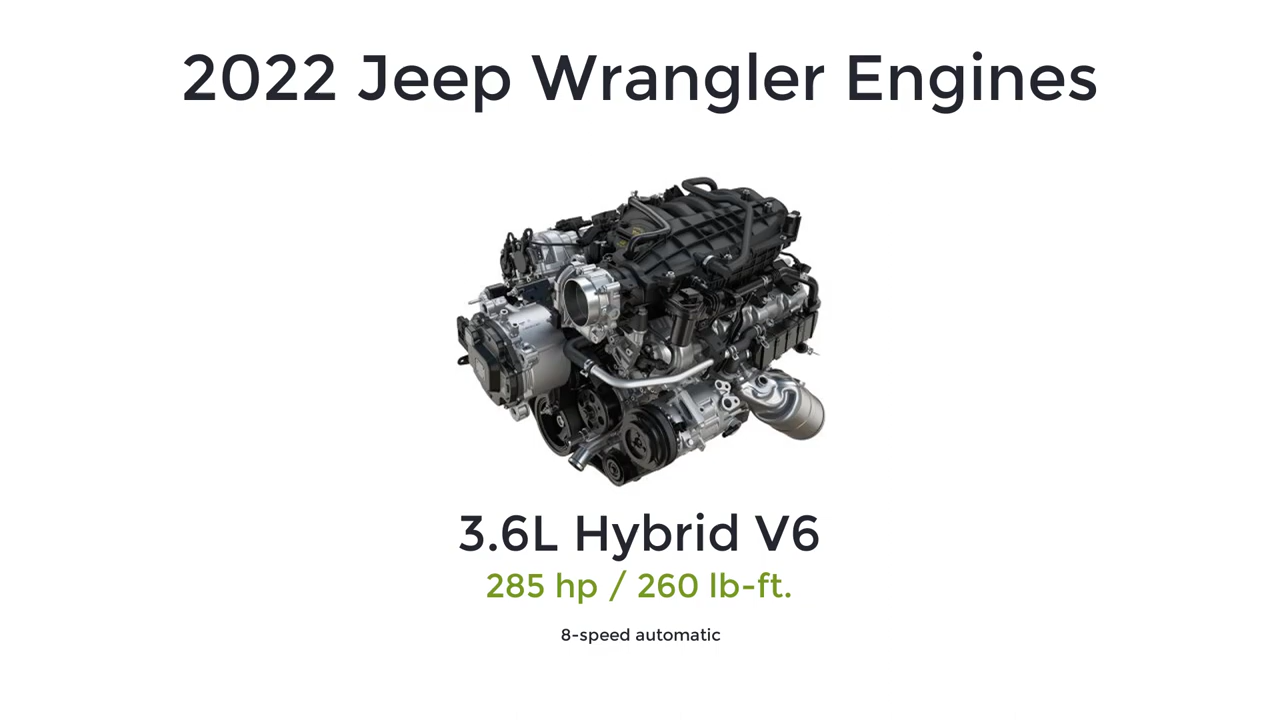 2022 Jeep Wrangler Engines
3.6L Hybrid V6
285 hp / 260 lb-ft.
8-speed automatic